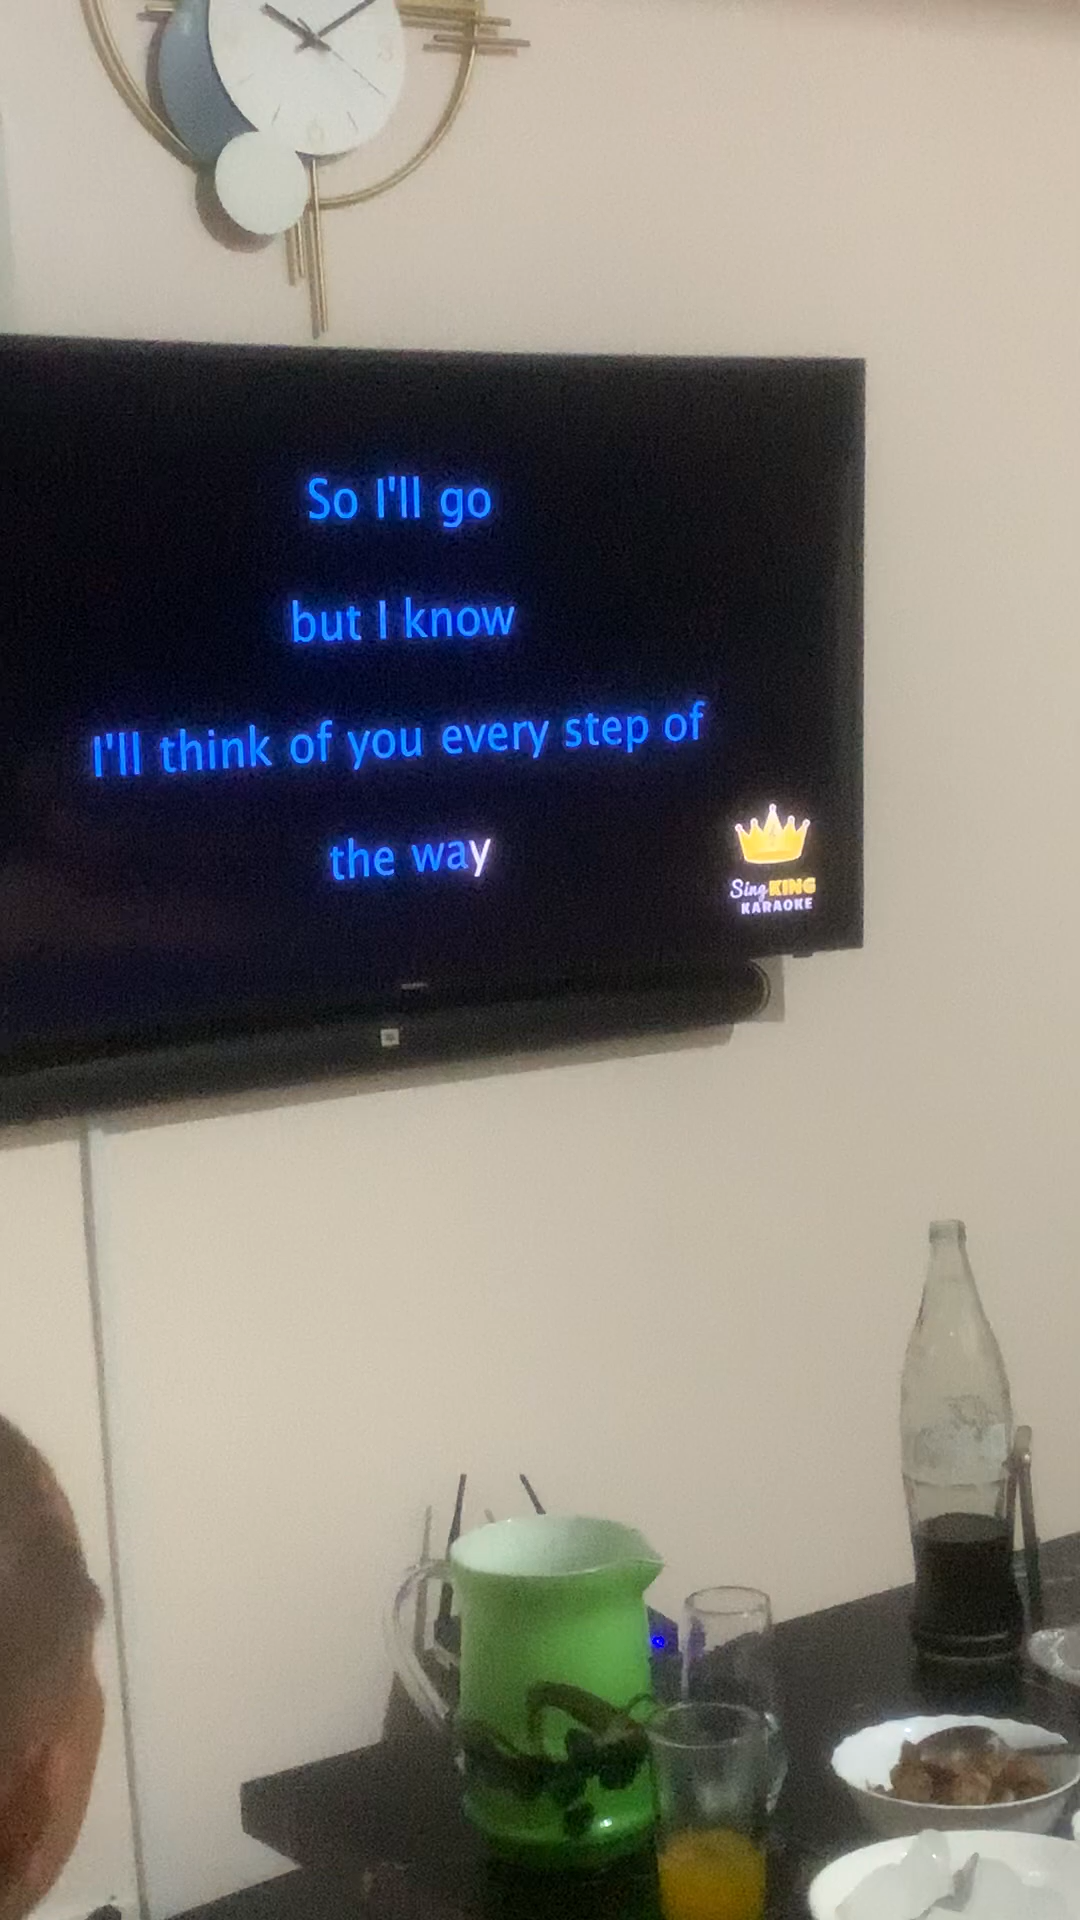 So I'll go
but I know
I'll think of you every step of
the way
Sing KING
KARAOKE